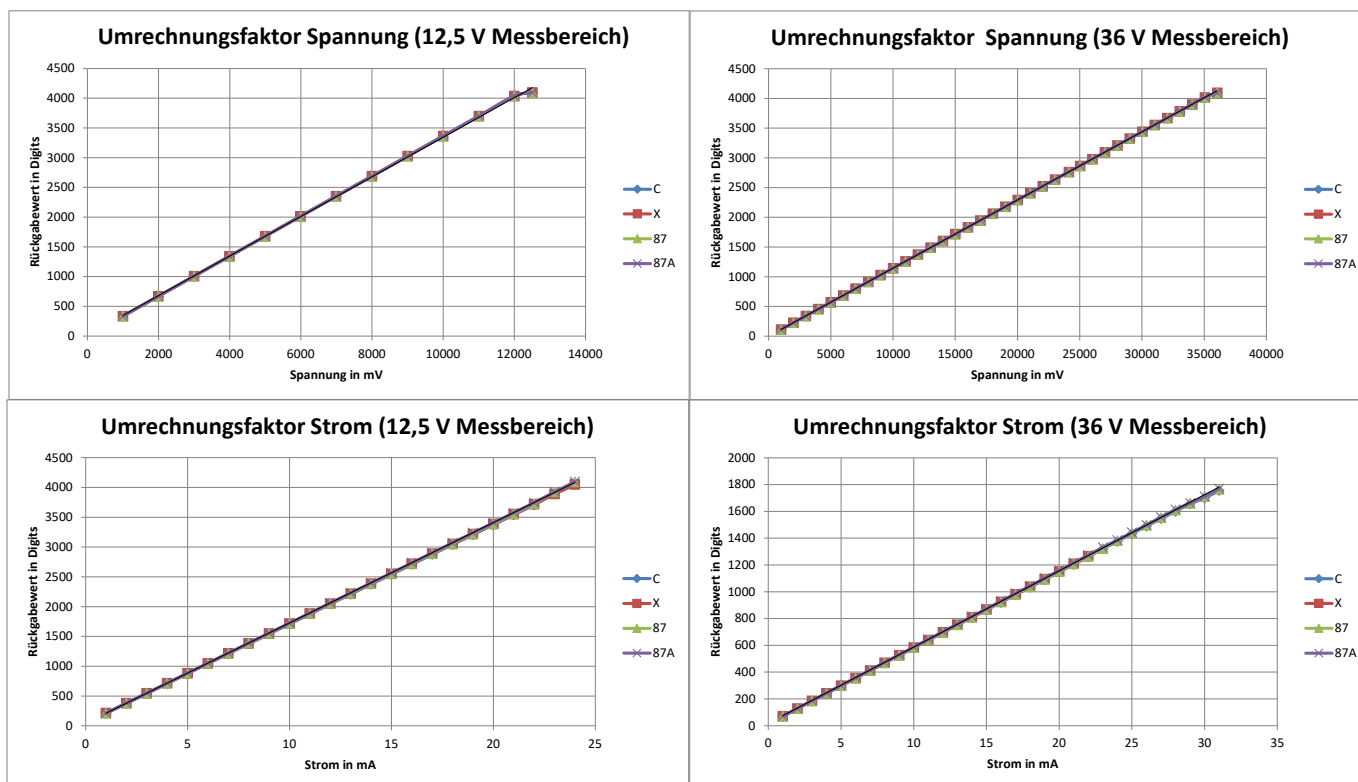 Umrechnungsfaktor Spannung (12,5 V Messbereich)
4500
4000
3500
3000
2500
2000
1500
1000
500
0
Rückgabewert in Digits
0 2000 4000 6000 8000 10000 12000 14000
Spannung in mV
C
X
87
87A
Umrechnungsfaktor Spannung (36 V Messbereich)
4500
4000
3500
3000
2500
2000
1500
1000
500
0
Rückgabewert in Digits
0 5000 10000 15000 20000 25000 30000 35000 40000
Spannung in mV
C
X
87
87A
Umrechnungsfaktor Strom (12,5 V Messbereich)
4500
4000
3500
3000
2500
2000
1500
1000
500
0
Rückgabewert in Digits
0 5 10 15 20 25
Strom in mA
C
X
87
87A
Umrechnungsfaktor Strom (36 V Messbereich)
2000
1800
1600
1400
1200
1000
800
600
400
200
0
Rückgabewert in Digits
0 5 10 15 20 25 30 35
Strom in mA
C
X
87
87A